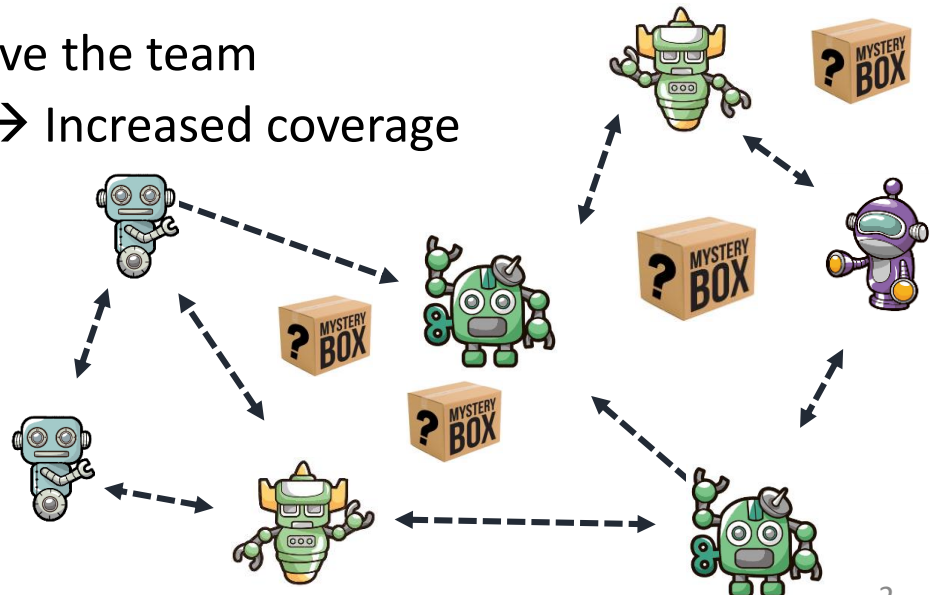 ve the team
→ Increased coverage
? MYSTERY BOX
? MYSTERY BOX
? MYSTERY BOX
? MYSTERY BOX